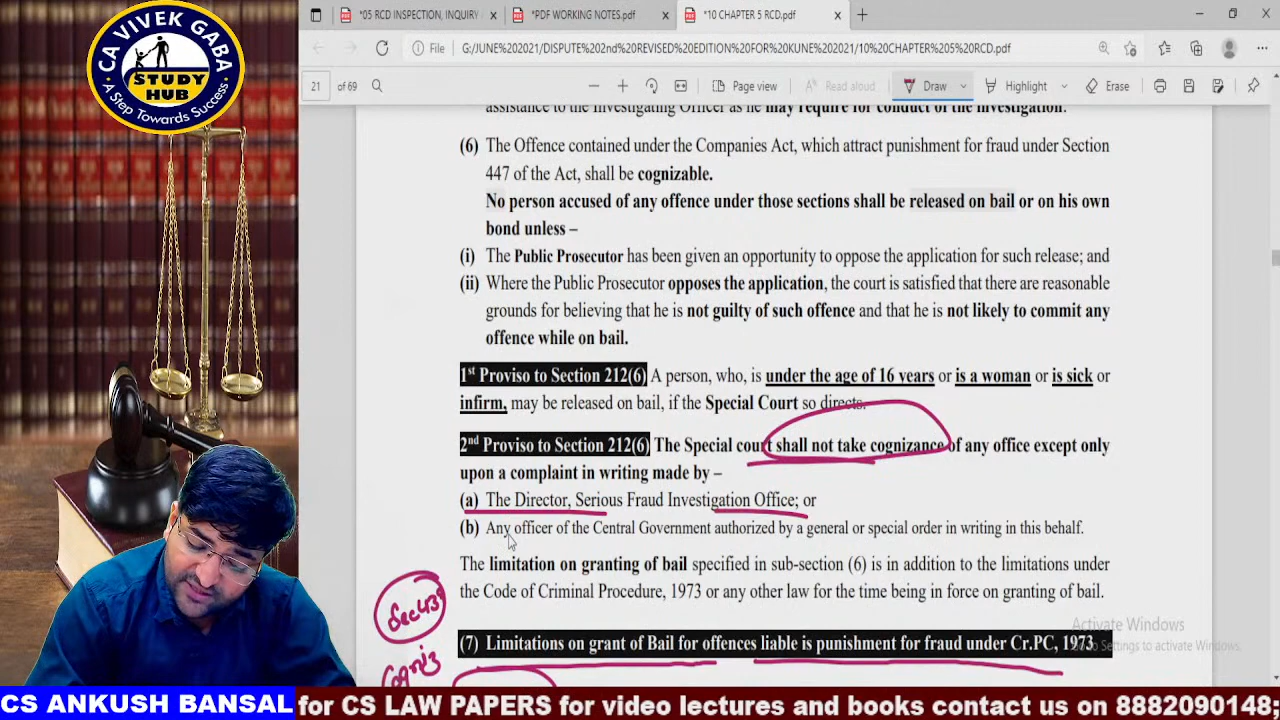 CA VIVEK GABA
STUDY
HUB
A Step Towards Success
*05 RCD INSPECTION, INQUIRY A
*PDF WORKING NOTES.pdf
*10 CHAPTER 5 RCD.pdf
File
G:/JUNE%202021/DISPUTE%202nd%20REVISED%20EDITION%20FOR%20KUNAL/
/10%20CHAPTER%205%20RCD.pdf
21 of 69
Page view
Read aloud
Draw
Highlight
Erase
assistance to the Investigating Officer as he may require for conduct of the investigation.
(6) The Offence contained under the Companies Act, which attract punishment for fraud under Section
447 of the Act, shall be cognizable.
No person accused of any offence under those sections shall be released on bail or on his own
bond unless –
(i) The Public Prosecutor has been given an opportunity to oppose the application for such release; and
(ii) Where the Public Prosecutor opposes the application, the court is satisfied that there are reasonable
grounds for believing that he is not guilty of such offence and that he is not likely to commit any
offence while on bail.
1st Proviso to Section 212(6) A person, who, is under the age of 16 years or is a woman or is sick or
infirm, may be released on bail, if the Special Court so directs.
2nd Proviso to Section 212(6) The Special court shall not take cognizance of any office except only
upon a complaint in writing made by –
(a) The Director, Serious Fraud Investigation Office; or
(b) Any officer of the Central Government authorized by a general or special order in writing in this behalf.
The limitation on granting of bail specified in sub-section (6) is in addition to the limitations under
the Code of Criminal Procedure, 1973 or any other law for the time being in force on granting of bail.
Sec 439
Activate Windows
Go to Settings to activate Windows.
(7) Limitations on grant of Bail for offences liable is punishment for fraud under Cr.PC, 1973.
Cogniz
CS ANKUSH BANSAL for CS LAW PAPERS for video lectures and books contact us on 8882090148;